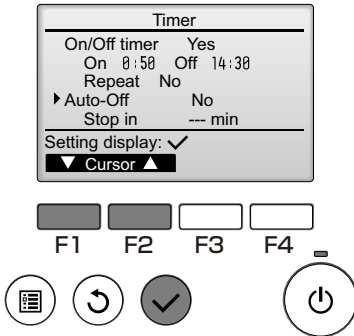 Timer
On/Off timer Yes
On 0:50 Off 14:30
Repeat No
Auto-Off No
Stop in --- min
Setting display: ✓
▼ Cursor ▲
F1 F2 F3 F4